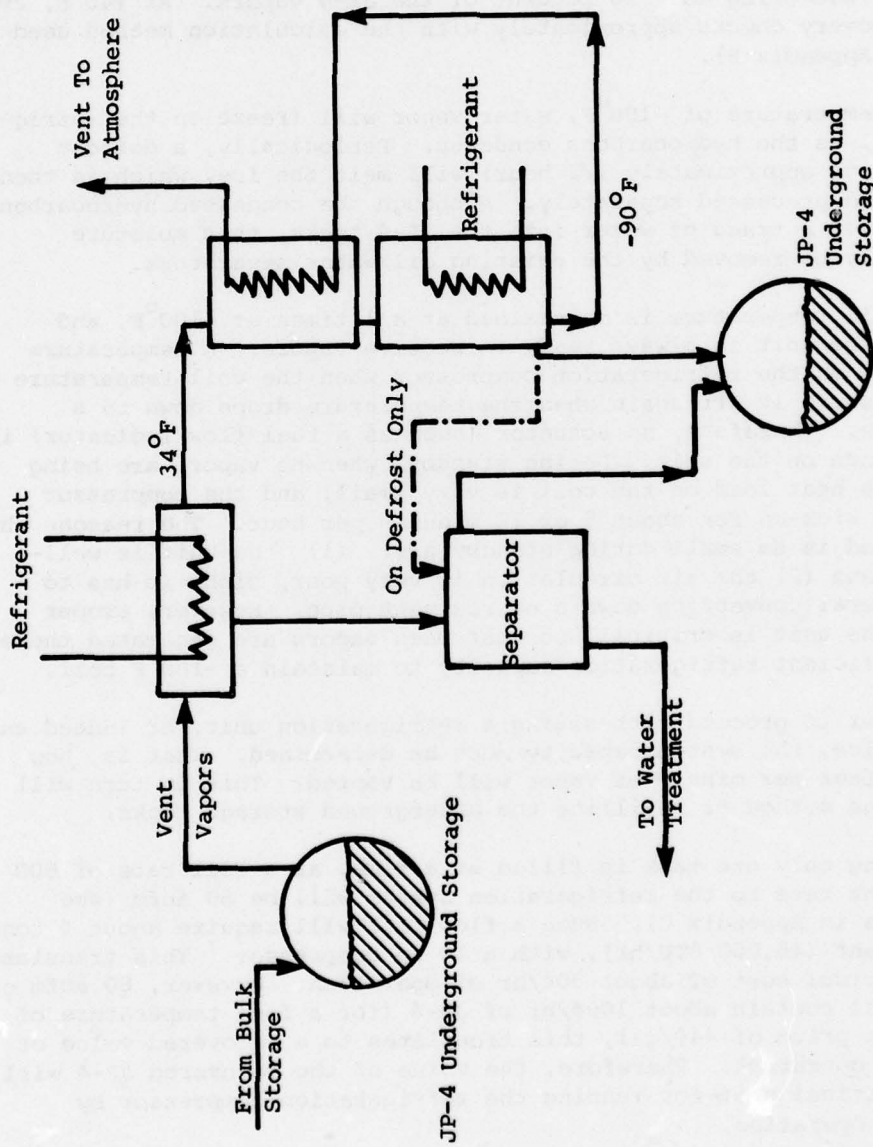 Vent To
Atmosphere
Refrigerant
34°F
Vent
Vapors
Refrigerant
-90°F
From Bulk
Storage
JP-4 Underground Storage
On Defrost Only
Separator
To Water
Treatment
JP-4
Underground
Storage